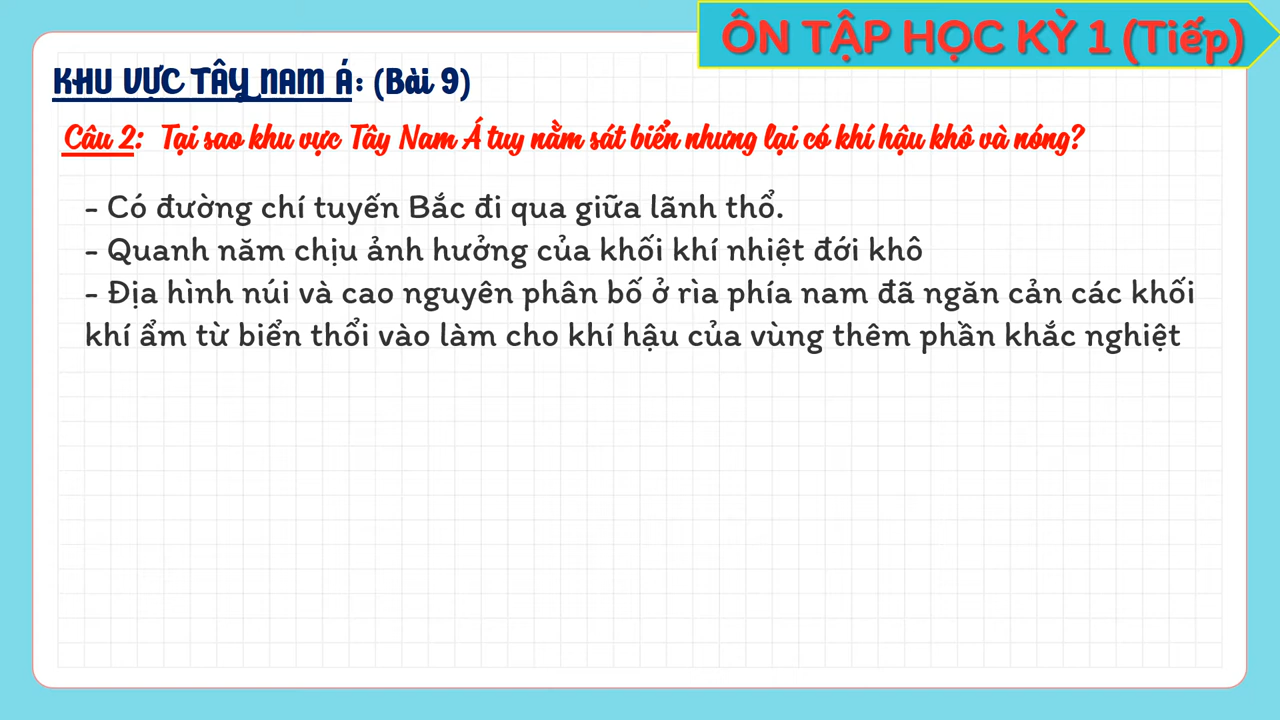 ÔN TẬP HỌC KỲ 1 (Tiếp)
KHU VỰC TÂY NAM Á: (Bài 9)
Câu 2: Tại sao khu vực Tây Nam Á tuy nằm sát biển nhưng lại có khí hậu khô và nóng?
- Có đường chí tuyến Bắc đi qua giữa lãnh thổ.
- Quanh năm chịu ảnh hưởng của khối khí nhiệt đới khô
- Địa hình núi và cao nguyên phân bố ở rìa phía nam đã ngăn cản các khối
khí ẩm từ biển thổi vào làm cho khí hậu của vùng thêm phần khắc nghiệt